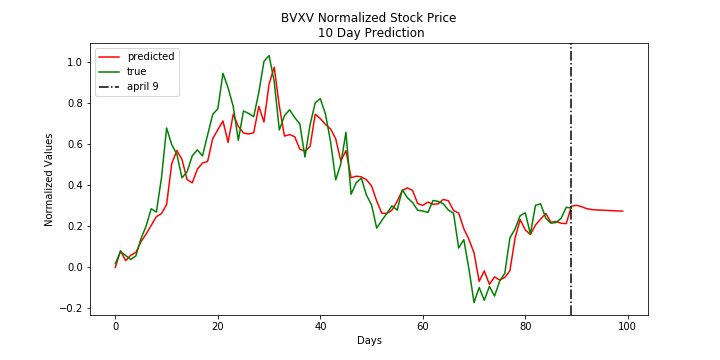 BVXV Normalized Stock Price
10 Day Prediction
predicted
true
april 9
Normalized Values
1.0
0.8
0.6
0.4
0.2
0.0
−0.2
0
20
40
60
80
100
Days